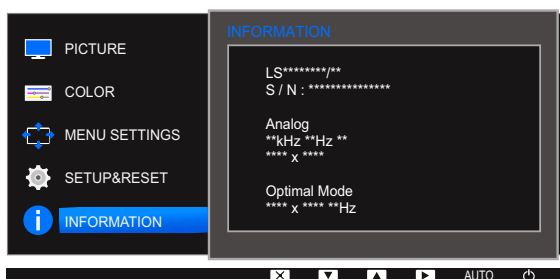 PICTURE
COLOR
MENU SETTINGS
SETUP&RESET
INFORMATION
INFORMATION
LS********/**
S / N : ***************
Analog
**kHz **Hz **
**** x ****
Optimal Mode
**** x **** **Hz
AUTO